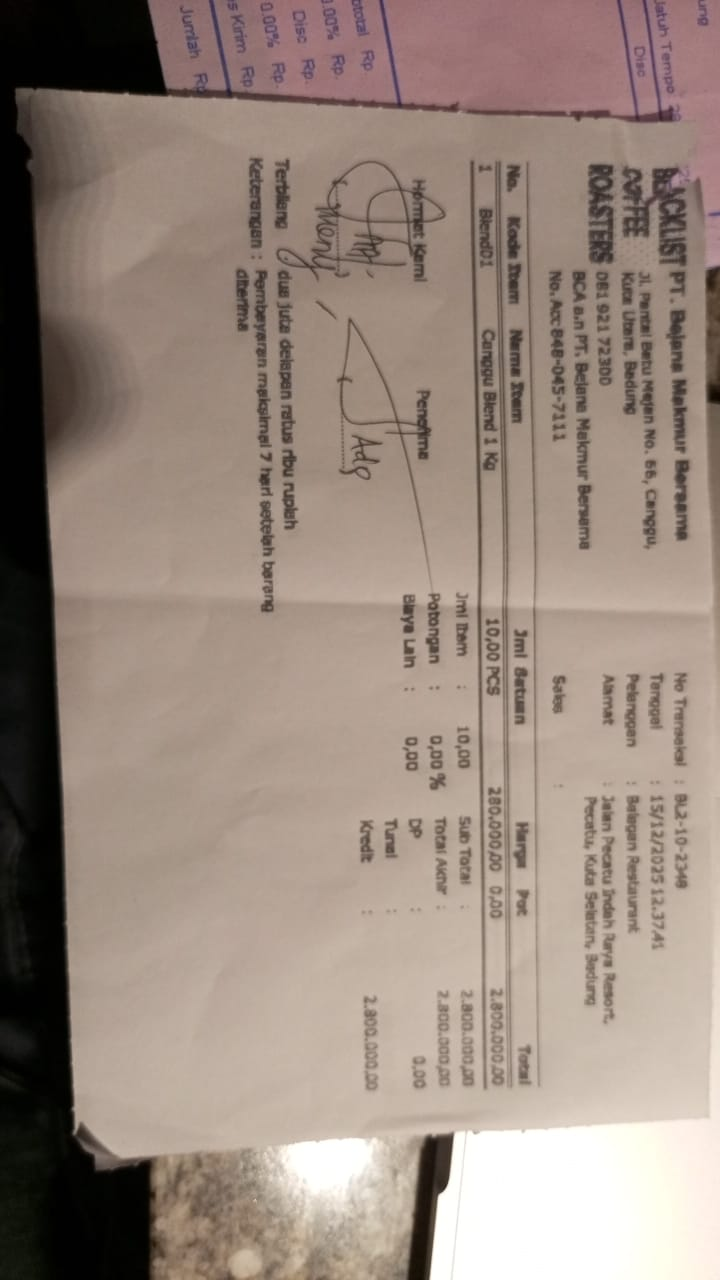 BLACKLIST COFFEE ROASTERS
PT. Bejana Makmur Bersama
Jl. Pantai Batu Mejan No. 66, Canggu,
Kuta Utara, Badung
081 921 72300
BCA a.n PT. Bejana Makmur Bersama
No. Acc 848-045-7111
No Transaksi : BL2-10-2348
Tanggal : 15/12/2025 12.37.41
Pelanggan : Balagan Restaurant
Alamat : Jalan Pecatu Indah Raya Resort,
Pecatu, Kuta Selatan, Badung
Sales :
No. Kode Item Nama Item Jml Satuan Harga Pot Total
1 Blend01 Canggu Blend 1 Kg 10,00 PCS 280.000,00 0,00 2.800.000,00
Jml Item : 10,00 Sub Total : 2.800.000,00
Hormat Kami Penerima Potongan : 0,00 % Total Akhir : 2.800.000,00
Biaya Lain : 0,00 DP : 0,00
Tunai :
Kredit : 2.800.000,00
Ade
Terbilang : dua juta delapan ratus ribu rupiah
Keterangan : Pembayaran maksimal 7 hari setelah barang
diterima
ung
Jatuh Tempo
Disc
btotal Rp.
0.00% Rp.
Disc Rp.
0.00% Rp.
s Kirim Rp
Jumlah Rp